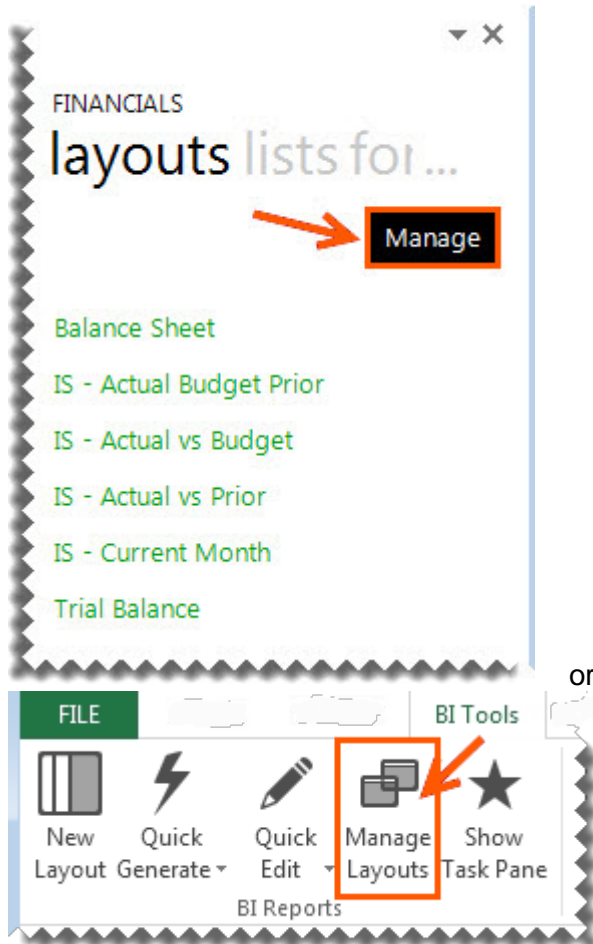 FINANCIALS
layouts lists for...
Manage
Balance Sheet
IS - Actual Budget Prior
IS - Actual vs Budget
IS - Actual vs Prior
IS - Current Month
Trial Balance
or
FILE BI Tools
New Quick Quick Manage Show
Layout Generate Edit Layouts Task Pane
BI Reports